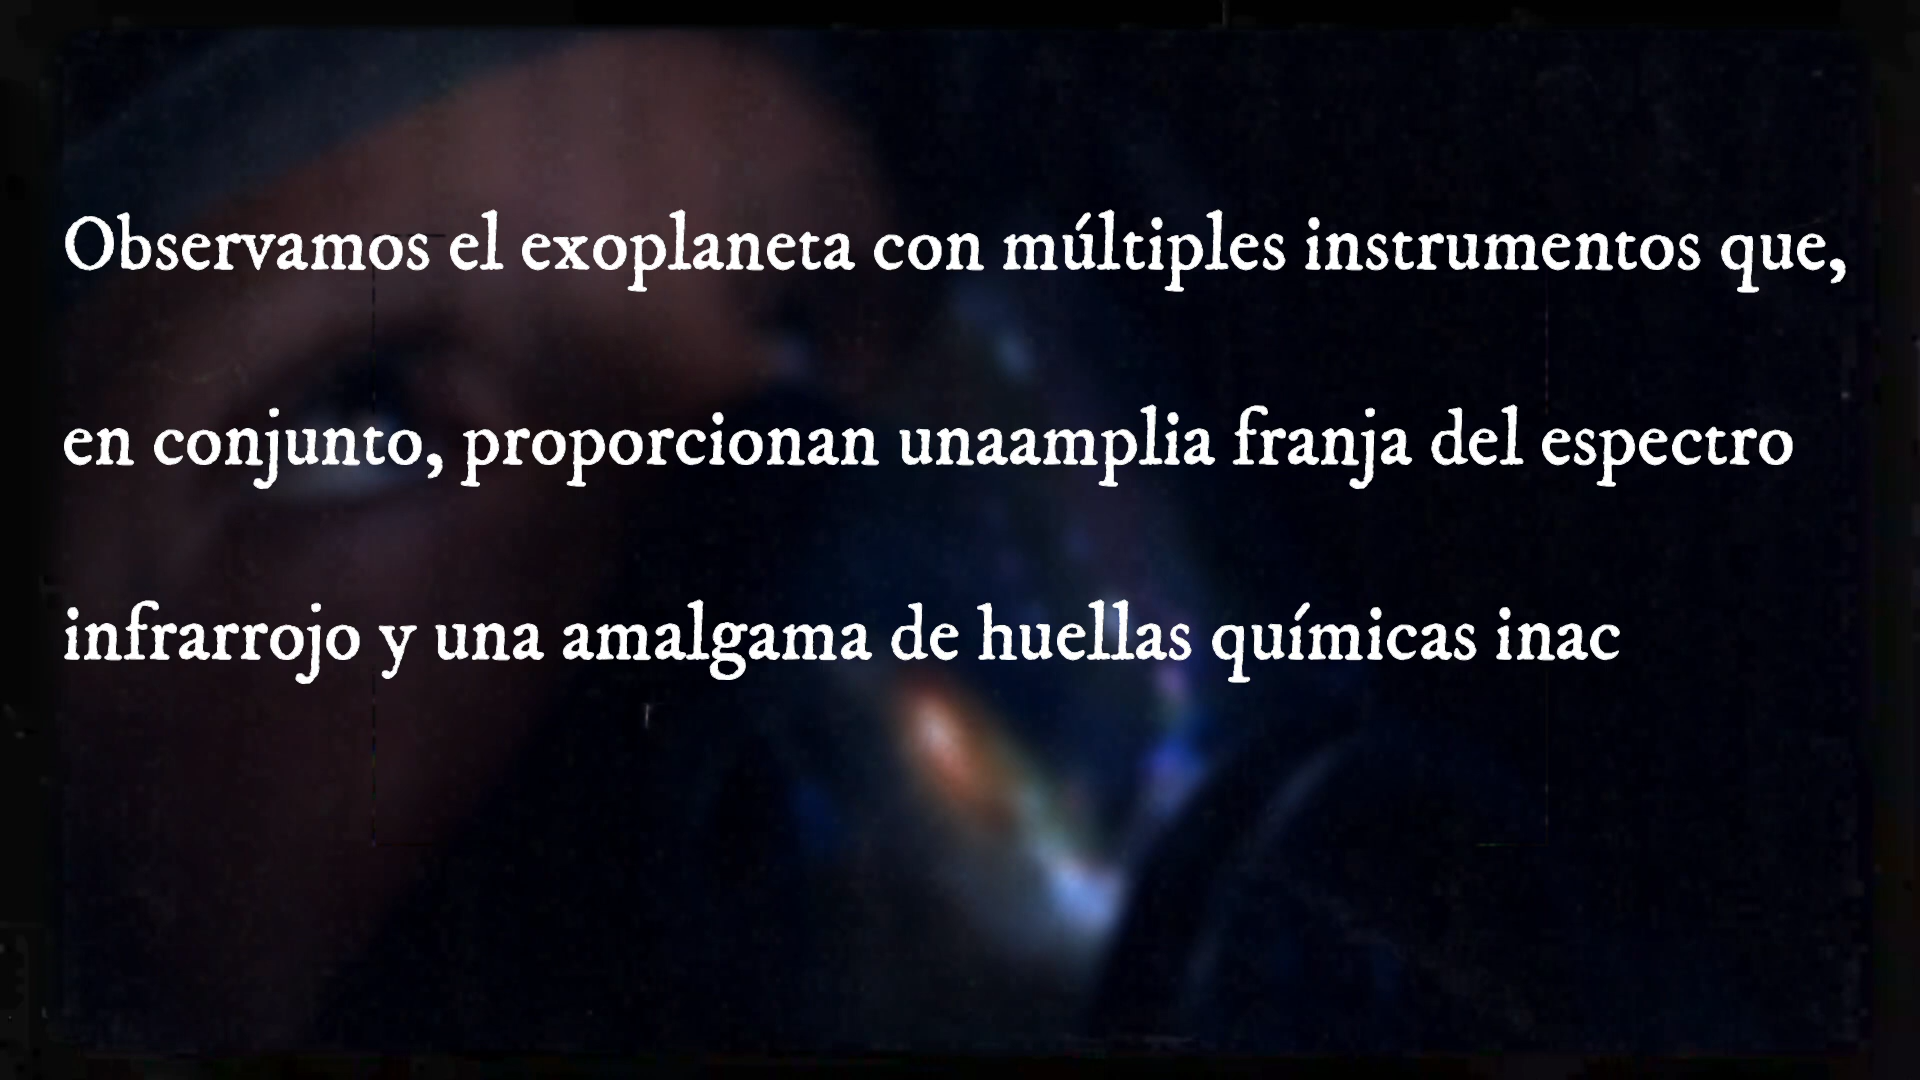 Observamos el exoplaneta con múltiples instrumentos que,
en conjunto, proporcionan unaamplia franja del espectro
infrarrojo y una amalgama de huellas químicas inac